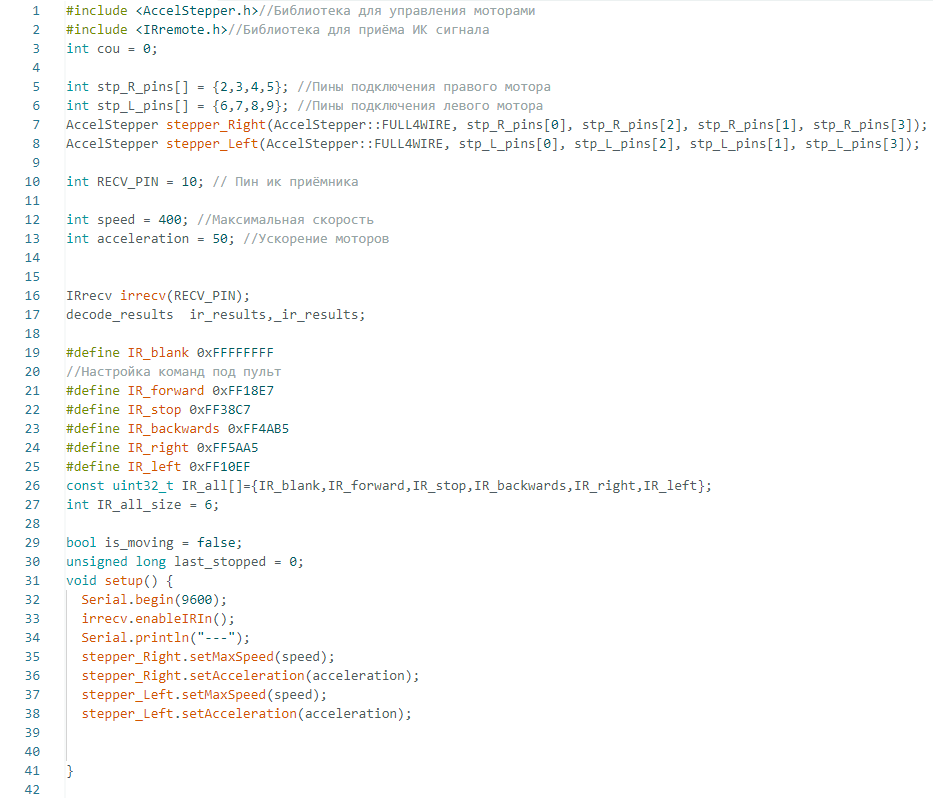 1 #include <AccelStepper.h>//Библиотека для управления моторами
2 #include <IRremote.h>//Библиотека для приёма ИК сигнала
3 int cou = 0;
4
5 int stp_R_pins[] = {2,3,4,5}; //Пины подключения правого мотора
6 int stp_L_pins[] = {6,7,8,9}; //Пины подключения левого мотора
7 AccelStepper stepper_Right(AccelStepper::FULL4WIRE, stp_R_pins[0], stp_R_pins[2], stp_R_pins[1], stp_R_pins[3]);
8 AccelStepper stepper_Left(AccelStepper::FULL4WIRE, stp_L_pins[0], stp_L_pins[2], stp_L_pins[1], stp_L_pins[3]);
9
10 int RECV_PIN = 10; // Пин ик приёмника
11
12 int speed = 400; //Максимальная скорость
13 int acceleration = 50; //Ускорение моторов
14
15
16 IRrecv irrecv(RECV_PIN);
17 decode_results  ir_results,_ir_results;
18
19 #define IR_blank 0xFFFFFFFF
20 //Настройка команд под пульт
21 #define IR_forward 0xFF18E7
22 #define IR_stop 0xFF38C7
23 #define IR_backwards 0xFF4AB5
24 #define IR_right 0xFF5AA5
25 #define IR_left 0xFF10EF
26 const uint32_t IR_all[]={IR_blank,IR_forward,IR_stop,IR_backwards,IR_right,IR_left};
27 int IR_all_size = 6;
28
29 bool is_moving = false;
30 unsigned long last_stopped = 0;
31 void setup() {
32   Serial.begin(9600);
33   irrecv.enableIRIn();
34   Serial.println("---");
35   stepper_Right.setMaxSpeed(speed);
36   stepper_Right.setAcceleration(acceleration);
37   stepper_Left.setMaxSpeed(speed);
38   stepper_Left.setAcceleration(acceleration);
39
40
41 }
42